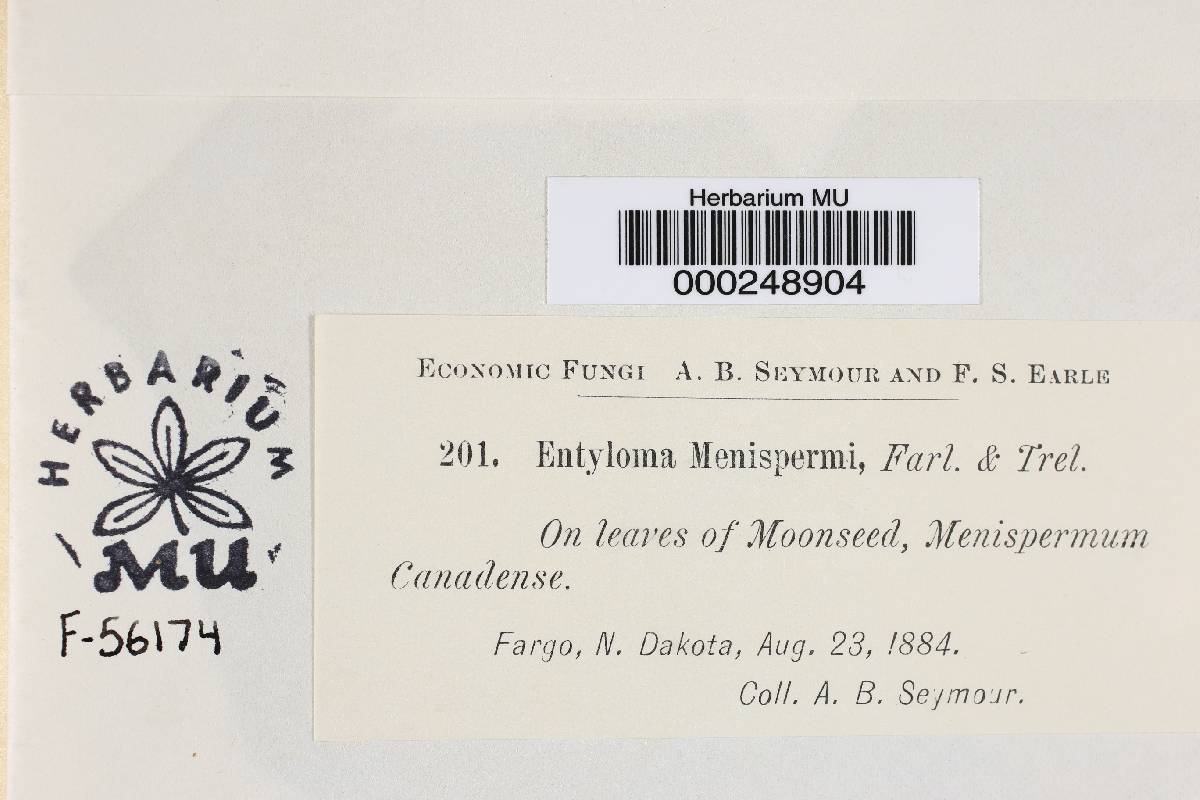 Herbarium MU
000248904
Economic Fungi A. B. Seymour and F. S. Earle
201. Entyloma Menispermi, Farl. & Trel.
On leaves of Moonseed, Menispermum
Canadense.
Fargo, N. Dakota, Aug. 23, 1884.
Coll. A. B. Seymour.
HERBARIUM
MU
F-56174